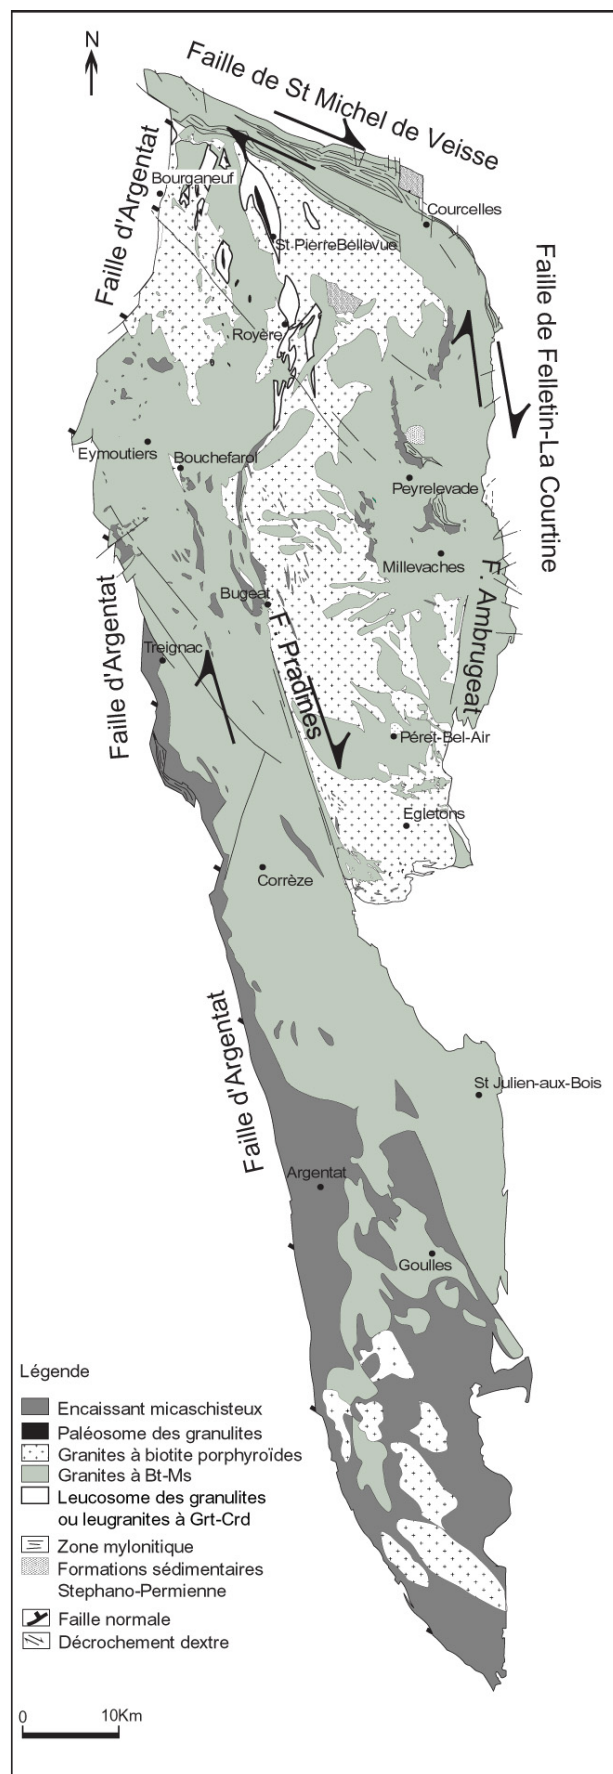 N
Faille de St Michel de Veisse
Faille d'Argentat
Bourganeuf
Courcelles
St PierreBellevue
Faille de Felletin-La Courtine
Royère
Eymoutiers
Bouchefarol
Peyrelevade
Millevaches
Bugeat
F. Ambrugeat
Faille d'Argentat
Treignac
F. Pradines
Péret-Bel-Air
Egletons
Corrèze
Faille d'Argentat
St Julien-aux-Bois
Argentat
Goulles
Légende
Encaissant micaschisteux
Paléosome des granulites
Granites à biotite porphyroïdes
Granites à Bt-Ms
Leucosome des granulites
ou leugranites à Grt-Crd
Zone mylonitique
Formations sédimentaires
Stephano-Permienne
Faille normale
Décrochement dextre
0 10Km